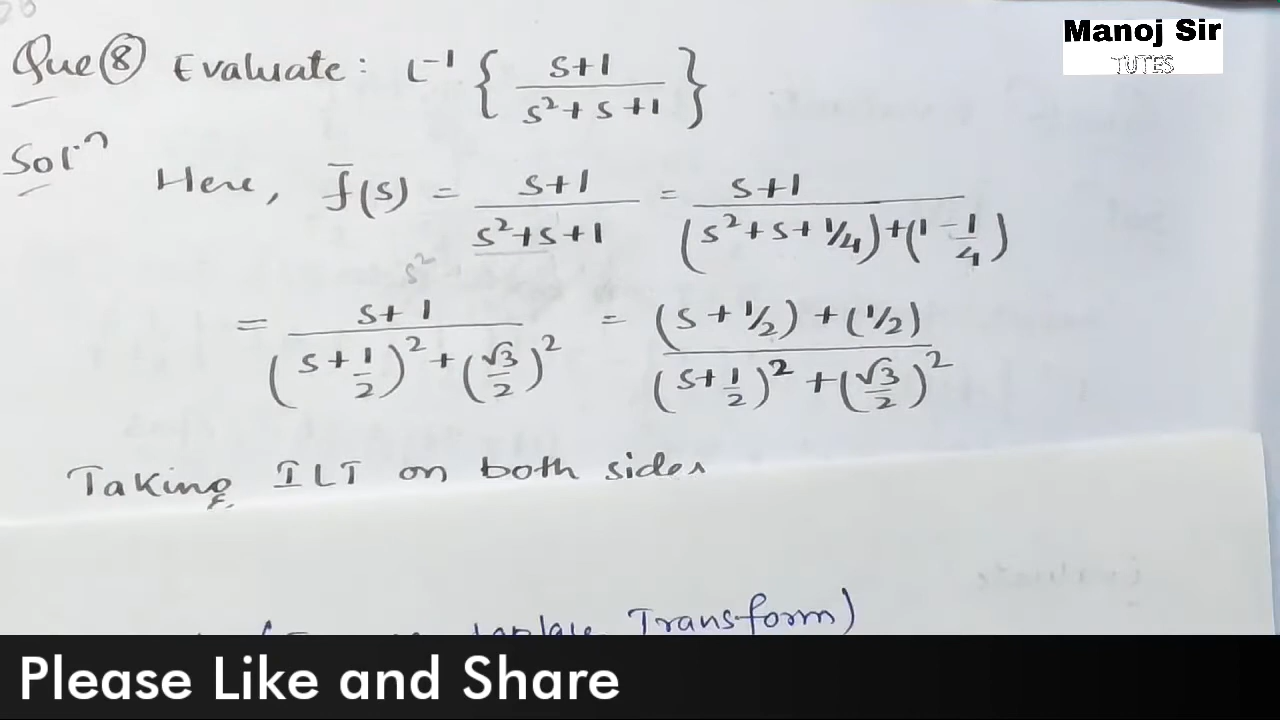 Manoj Sir
TUTES
Que 8 Evaluate: L⁻¹ { s+1 / s²+s+1 }
Solⁿ
Here, f̄(s) = s+1 / s²+s+1 = s+1 / (s²+s+1/4)+(1-1/4)
s²
= s+1 / (s+1/2)²+(√3/2)² = (s+1/2)+(1/2) / (s+1/2)²+(√3/2)²
Taking ILT on both sides
Transform)
Please Like and Share